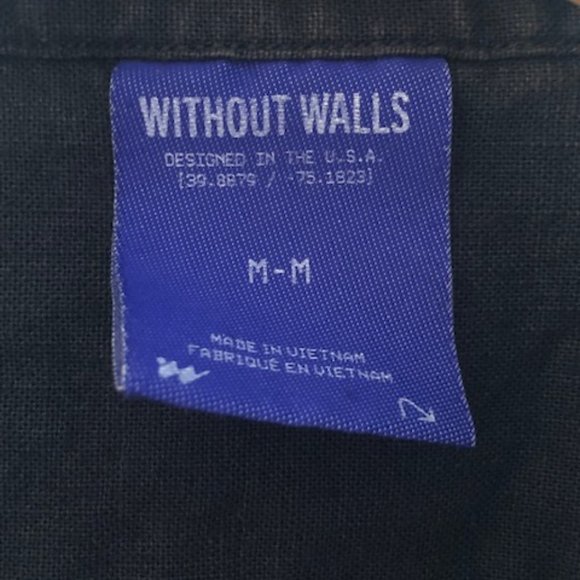 WITHOUT WALLS
DESIGNED IN THE U.S.A.
[39.8879 / -75.1823]
M-M
MADE IN VIETNAM
FABRIQUÉ EN VIETNAM